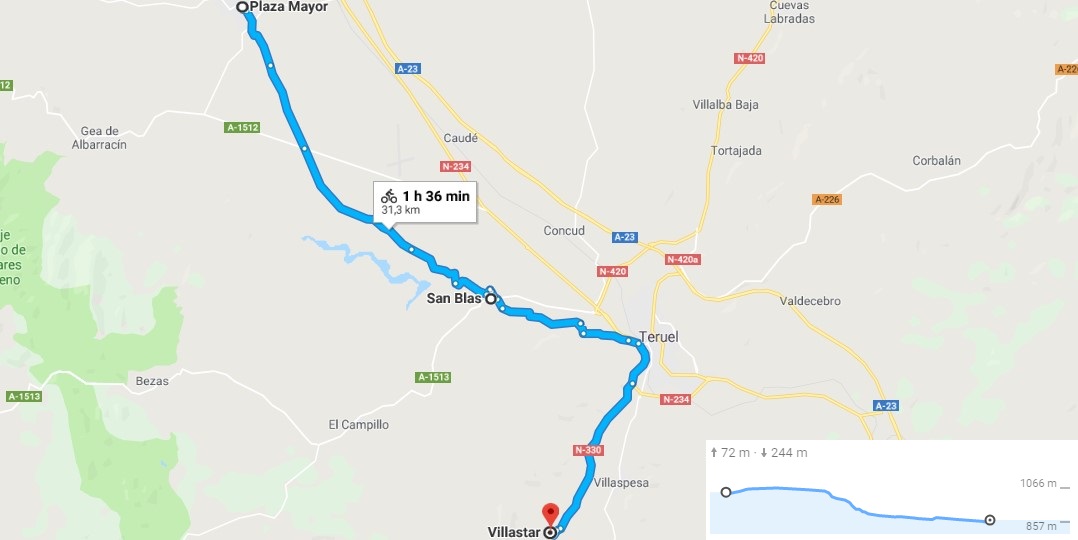 Plaza Mayor
Cuevas
Labradas
N-420
A-23
A-22
12
Villalba Baja
A-1512
Gea de
Albarracín
Caudé
Tortajada
N-234
Corbalán
1 h 36 min
31,3 km
A-226
Concud
A-23
je
o de
ares
eno
N-420a
N-420
San Blas
Valdecebro
Teruel
A-1513
Bezas
A-1513
N-234
A-23
El Campillo
N-330
72 m · 244 m
Villaspesa
1066 m
857 m
Villastar